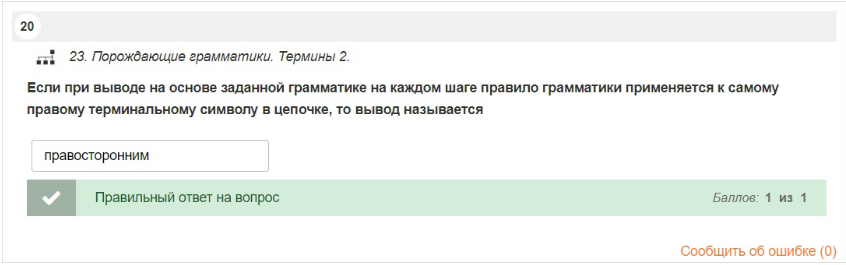 20
23. Порождающие грамматики. Термины 2.
Если при выводе на основе заданной грамматике на каждом шаге правило грамматики применяется к самому
правому терминальному символу в цепочке, то вывод называется
правосторонним
Правильный ответ на вопрос Баллов: 1 из 1
Сообщить об ошибке (0)